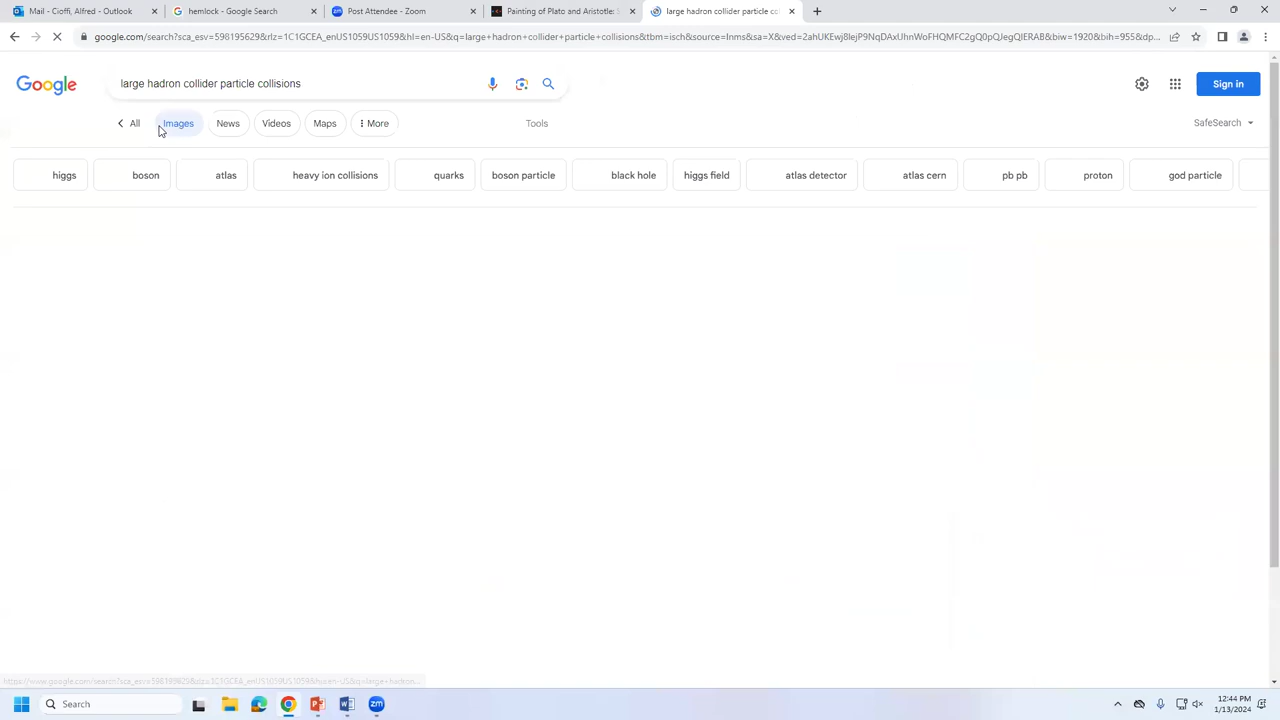 Mail - Cioffi, Alfred - Outlook
hemlock - Google Search
Post Attendee - Zoom
Painting of Plato and Aristotle: S
large hadron collider particle col
google.com/search?sca_esv=598195629&rlz=1C1GCEA_enUS1059US1059&hl=en-US&q=large+hadron+collider+particle+collisions&tbm=isch&source=lnms&sa=X&ved=2ahUKEwj8lejP9NqDAxUhnWoFHQMFC2gQ0pQJegQIERAB&biw=1920&bih=955&dp...
Google
large hadron collider particle collisions
Sign in
All
Images
News
Videos
Maps
More
Tools
SafeSearch
higgs
boson
atlas
heavy ion collisions
quarks
boson particle
black hole
higgs field
atlas detector
atlas cern
pb pb
proton
god particle
Search
12:44 PM
1/13/2024